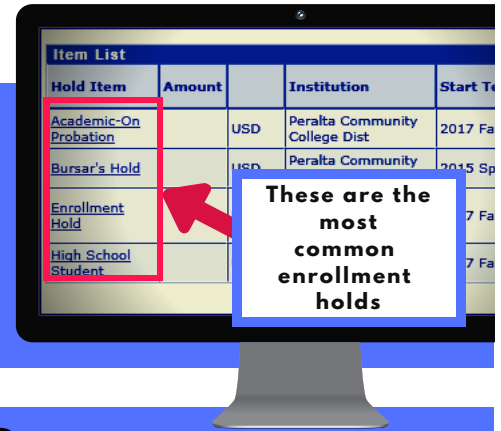 Item List
Hold Item Amount Institution Start Te
Academic-On
Probation USD Peralta Community
College Dist 2017 Fa
Bursar's Hold USD Peralta Community 2015 Sp
Enrollment
Hold 7 Fa
High School
Student 7 Fa
These are the
most
common
enrollment
holds